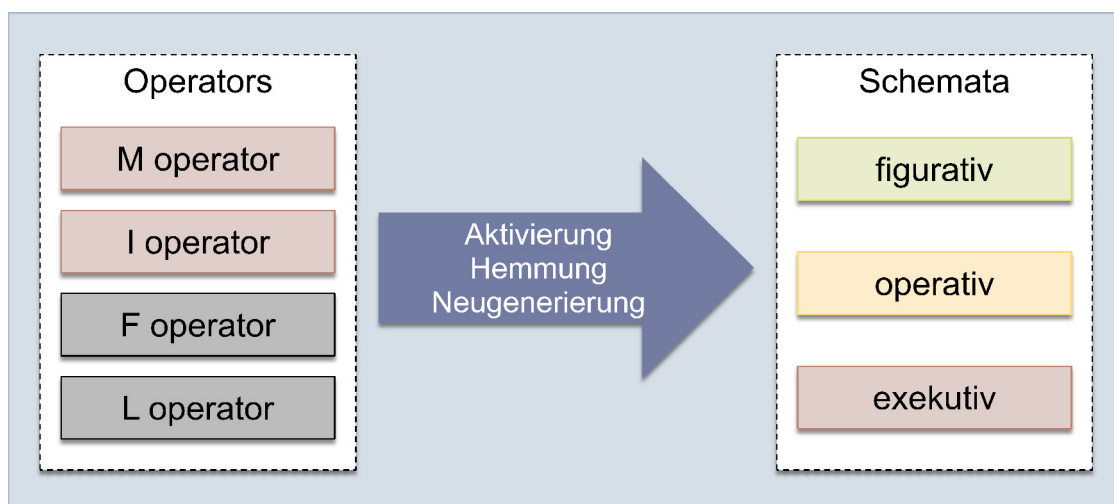 Operators
M operator
I operator
F operator
L operator
Aktivierung
Hemmung
Neugenerierung
Schemata
figurativ
operativ
exekutiv